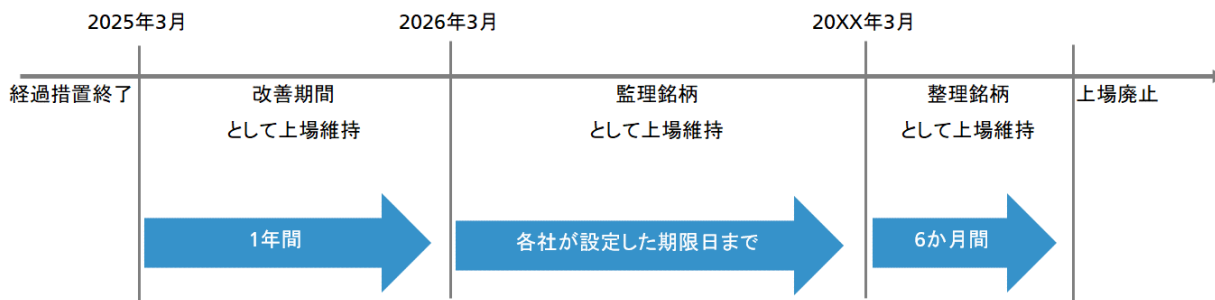 2025年3月
2026年3月
20XX年3月
経過措置終了
改善期間
として上場維持
監理銘柄
として上場維持
整理銘柄
として上場維持
上場廃止
1年間
各社が設定した期限日まで
6か月間